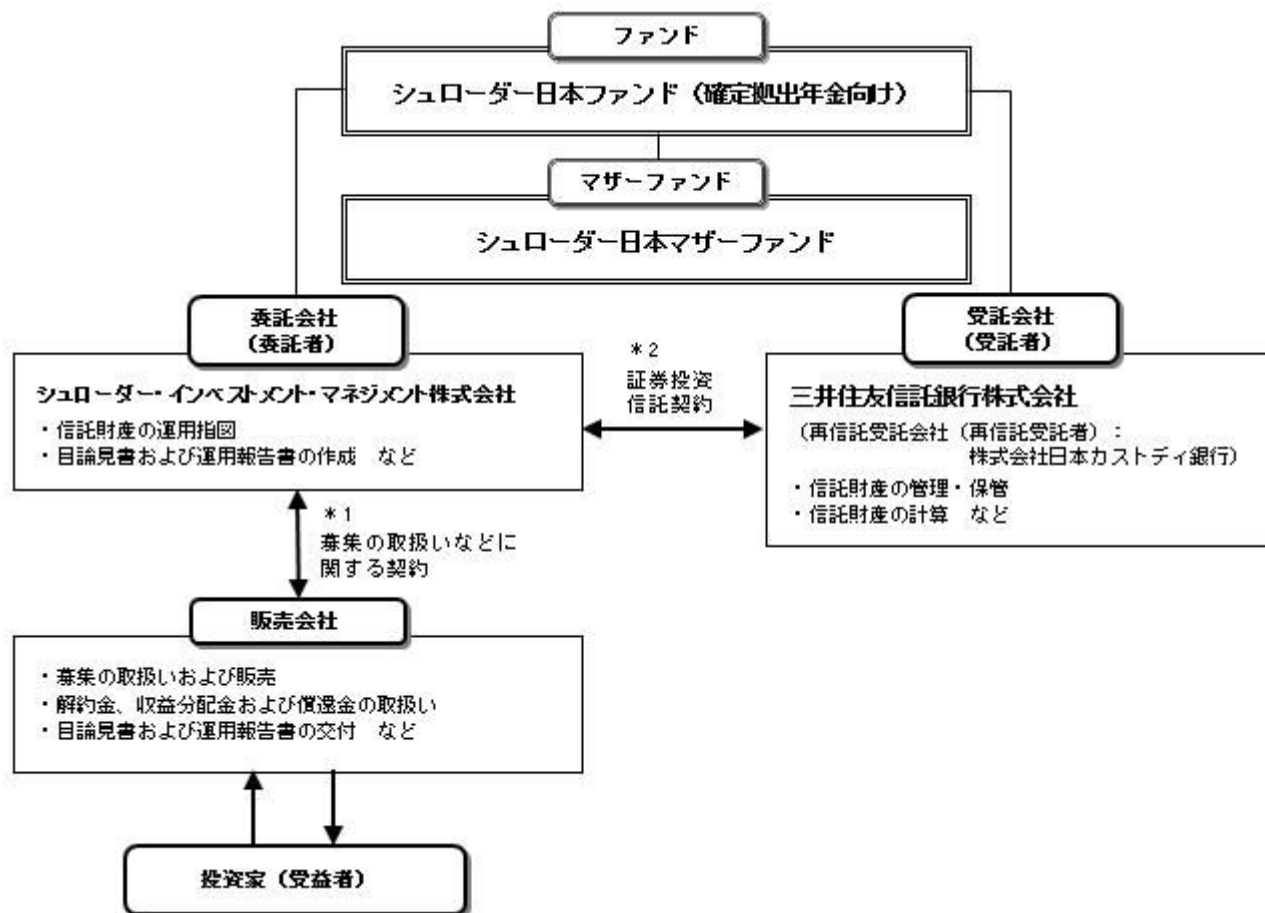 ファンド
シュローダー日本ファンド（確定拠出年金向け）
マザーファンド
シュローダー日本マザーファンド
委託会社
（委託者）
シュローダー・インベストメント・マネジメント株式会社
・信託財産の運用指図
・目論見書および運用報告書の作成　など
＊2
証券投資
信託契約
受託会社
（受託者）
三井住友信託銀行株式会社
（再信託受託会社（再信託受託者）：
株式会社日本カストディ銀行）
・信託財産の管理・保管
・信託財産の計算　など
＊1
募集の取扱いなどに
関する契約
販売会社
・募集の取扱いおよび販売
・解約金、収益分配金および償還金の取扱い
・目論見書および運用報告書の交付　など
投資家（受益者）